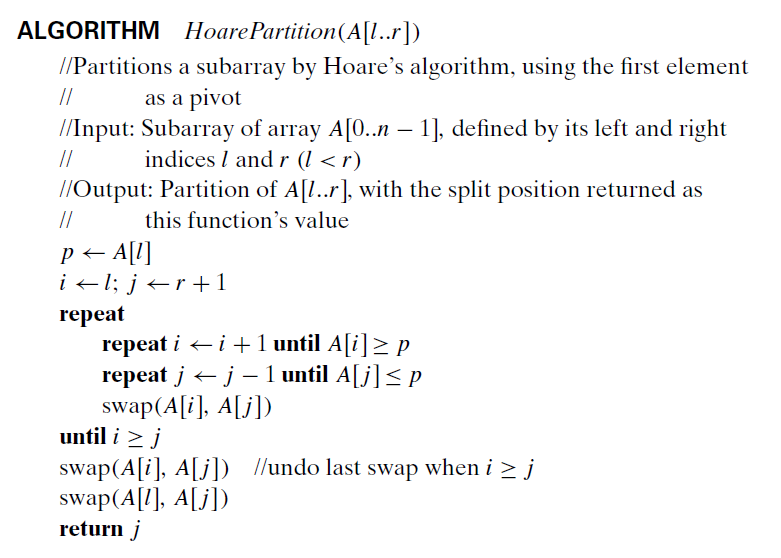 ALGORITHM HoarePartition(A[l..r])
//Partitions a subarray by Hoare’s algorithm, using the first element
// as a pivot
//Input: Subarray of array A[0..n − 1], defined by its left and right
// indices l and r (l < r)
//Output: Partition of A[l..r], with the split position returned as
// this function’s value
p ← A[l]
i ← l; j ← r + 1
repeat
repeat i ← i + 1 until A[i] ≥ p
repeat j ← j − 1 until A[j] ≤ p
swap(A[i], A[j])
until i ≥ j
swap(A[i], A[j]) //undo last swap when i ≥ j
swap(A[l], A[j])
return j